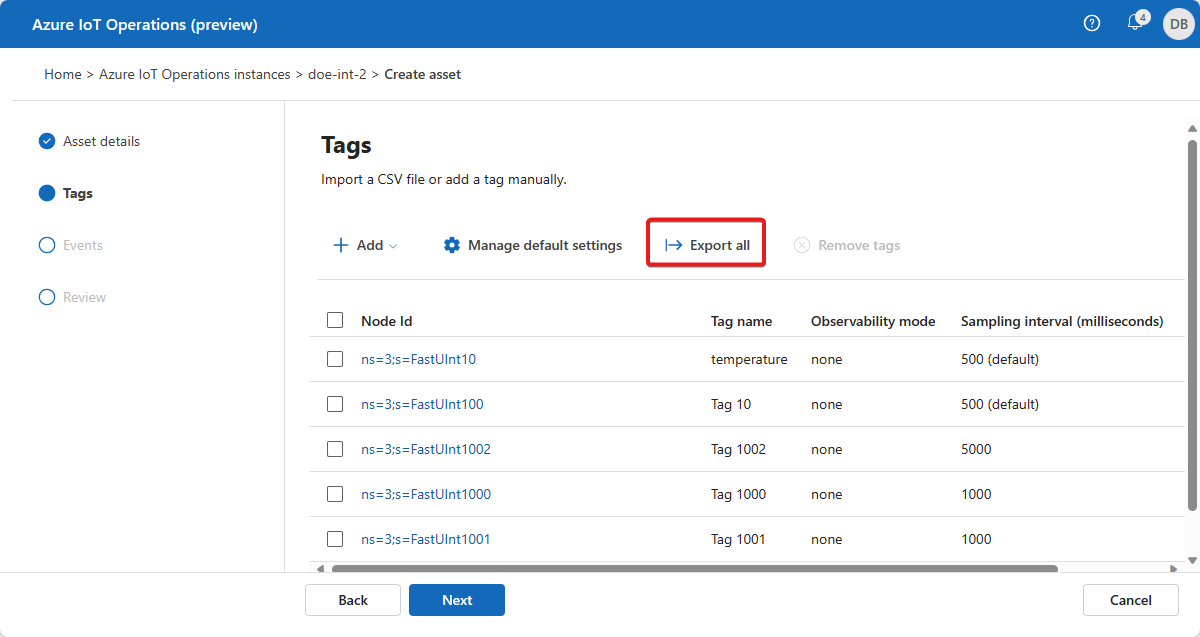 Azure IoT Operations (preview)
4
DB
Home > Azure IoT Operations instances > doe-int-2 > Create asset
Asset details
Tags
Events
Review
Tags
Import a CSV file or add a tag manually.
Add
Manage default settings
Export all
Remove tags
Node Id Tag name Observability mode Sampling interval (milliseconds)
ns=3;s=FastUInt10 temperature none 500 (default)
ns=3;s=FastUInt100 Tag 10 none 500 (default)
ns=3;s=FastUInt1002 Tag 1002 none 5000
ns=3;s=FastUInt1000 Tag 1000 none 1000
ns=3;s=FastUInt1001 Tag 1001 none 1000
Back
Next
Cancel